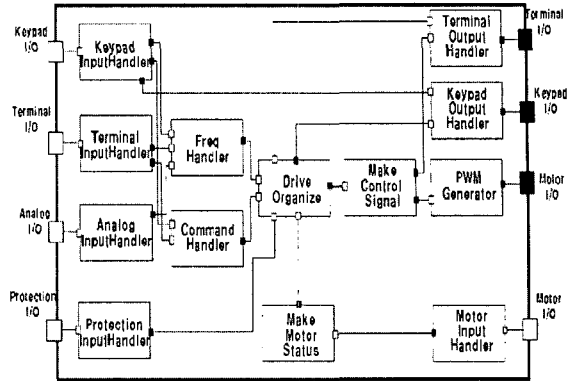 Keypad
I/O
Keypad
InputHandler
Terminal
I/O
Terminal
InputHandler
Analog
I/O
Analog
InputHandler
Protection
I/O
Protection
InputHandler
Freq
Handler
Command
Handler
Drive
Organize
Make
Control
Signal
Make
Motor
Status
Terminal
Output
Handler
Keypad
Output
Handler
PWM
Generator
Motor
Input
Handler
Terminal
I/O
Keypad
I/O
Motor
I/O
Motor
I/O